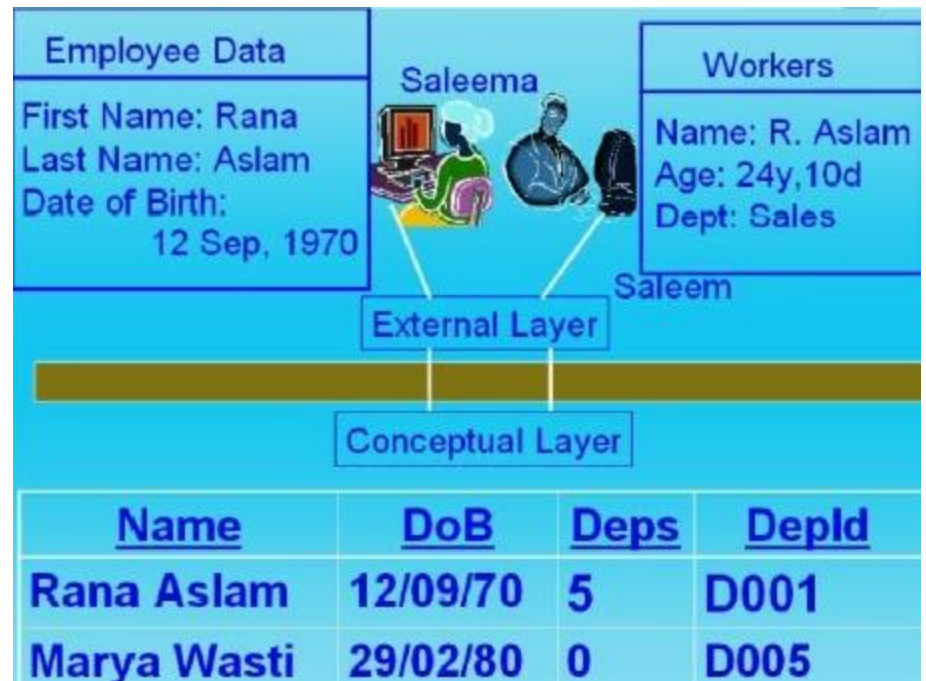 Employee Data
First Name: Rana
Last Name: Aslam
Date of Birth:
12 Sep, 1970
Saleema
Workers
Name: R. Aslam
Age: 24y,10d
Dept: Sales
Saleem
External Layer
Conceptual Layer
Name DoB Deps DepId
Rana Aslam 12/09/70 5 D001
Marya Wasti 29/02/80 0 D005